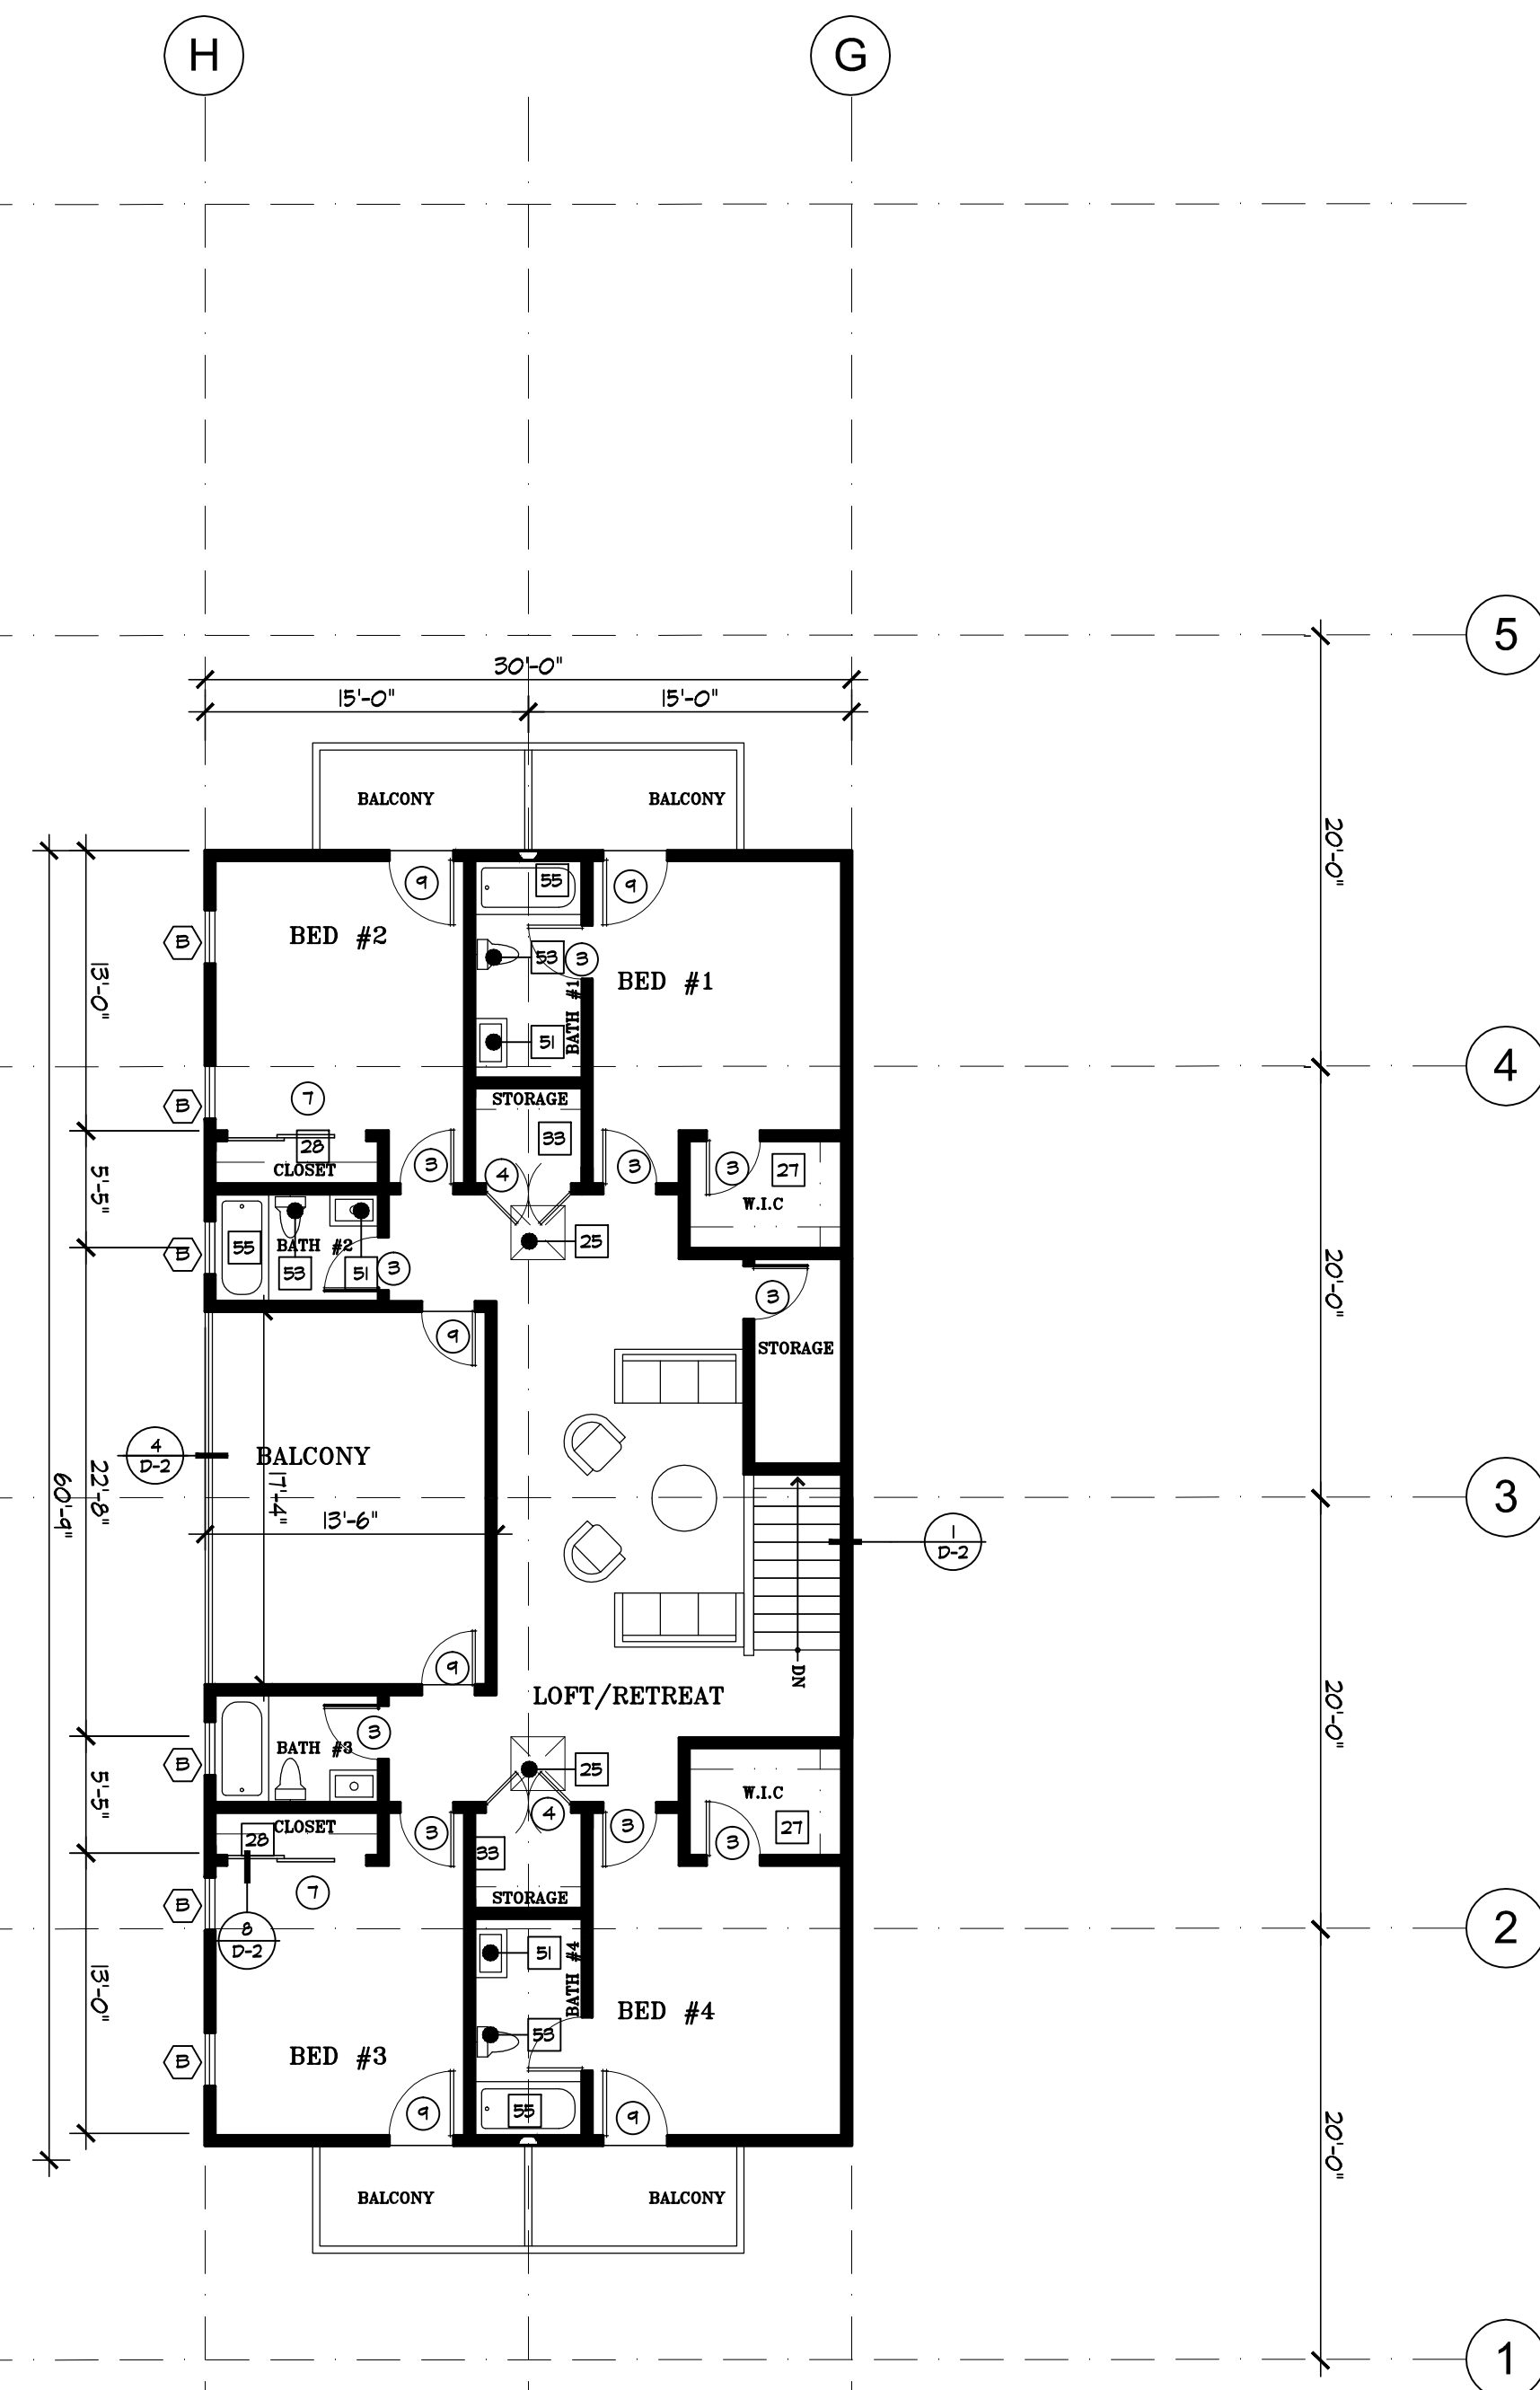 H
G
5
30'-0"
15'-0"
15'-0"
BALCONY
BALCONY
20'-0"
9
55
9
BED #2
B
53
3
BED #1
13'-0"
BATH #1
51
4
7
B
STORAGE
33
28
CLOSET
3
4
3
3
27
5'-5"
W.I.C
55
BATH #2
B
25
53
51
3
20'-0"
3
9
STORAGE
4
D-2
BALCONY
17'-4"
22'-8"
60'-9"
3
13'-6"
1
D-2
9
DN
LOFT/RETREAT
20'-0"
3
BATH #3
B
25
W.I.C
5'-5"
4
CLOSET
28
3
3
27
3
33
7
B
STORAGE
2
8
D-2
51
BATH #4
13'-0"
BED #4
53
BED #3
B
9
55
9
20'-0"
BALCONY
BALCONY
1